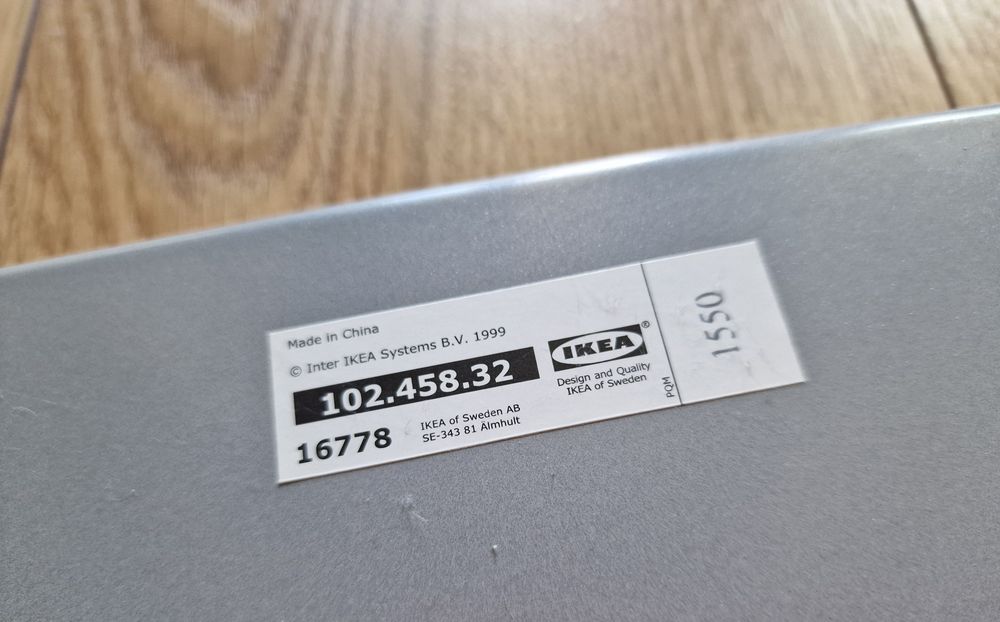 Made in China
© Inter IKEA Systems B.V. 1999
102.458.32
16778
IKEA of Sweden AB
SE-343 81 Älmhult
IKEA®
Design and Quality
IKEA of Sweden
PQM
1550